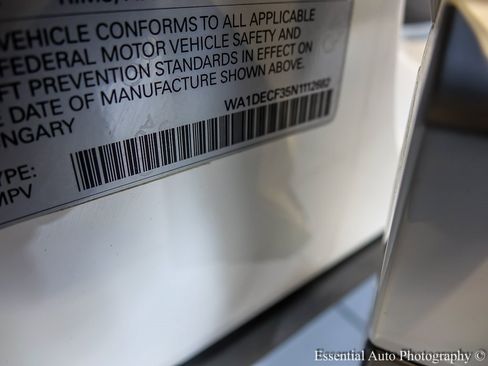 VEHICLE CONFORMS TO ALL APPLICABLE
FEDERAL MOTOR VEHICLE SAFETY AND
FT PREVENTION STANDARDS IN EFFECT ON
E DATE OF MANUFACTURE SHOWN ABOVE.
NGARY
WA1DECF35N1112682
YPE:
MPV
Essential Auto Photography ©